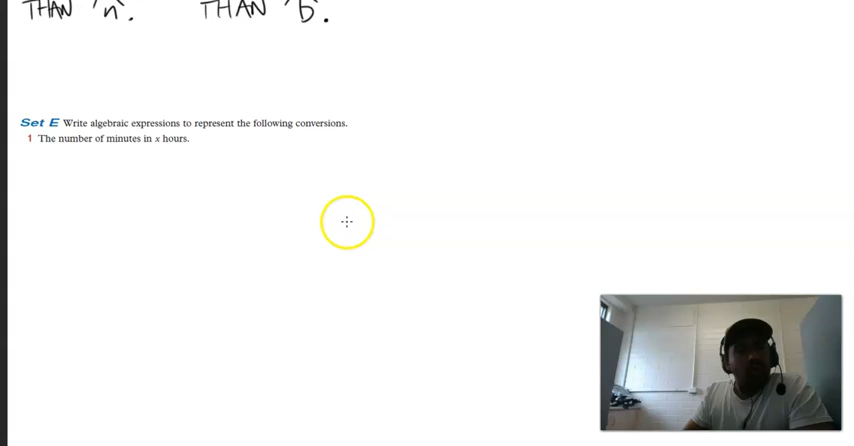 THAN 'n'. THAN 'b'.
Set E Write algebraic expressions to represent the following conversions.
1 The number of minutes in x hours.